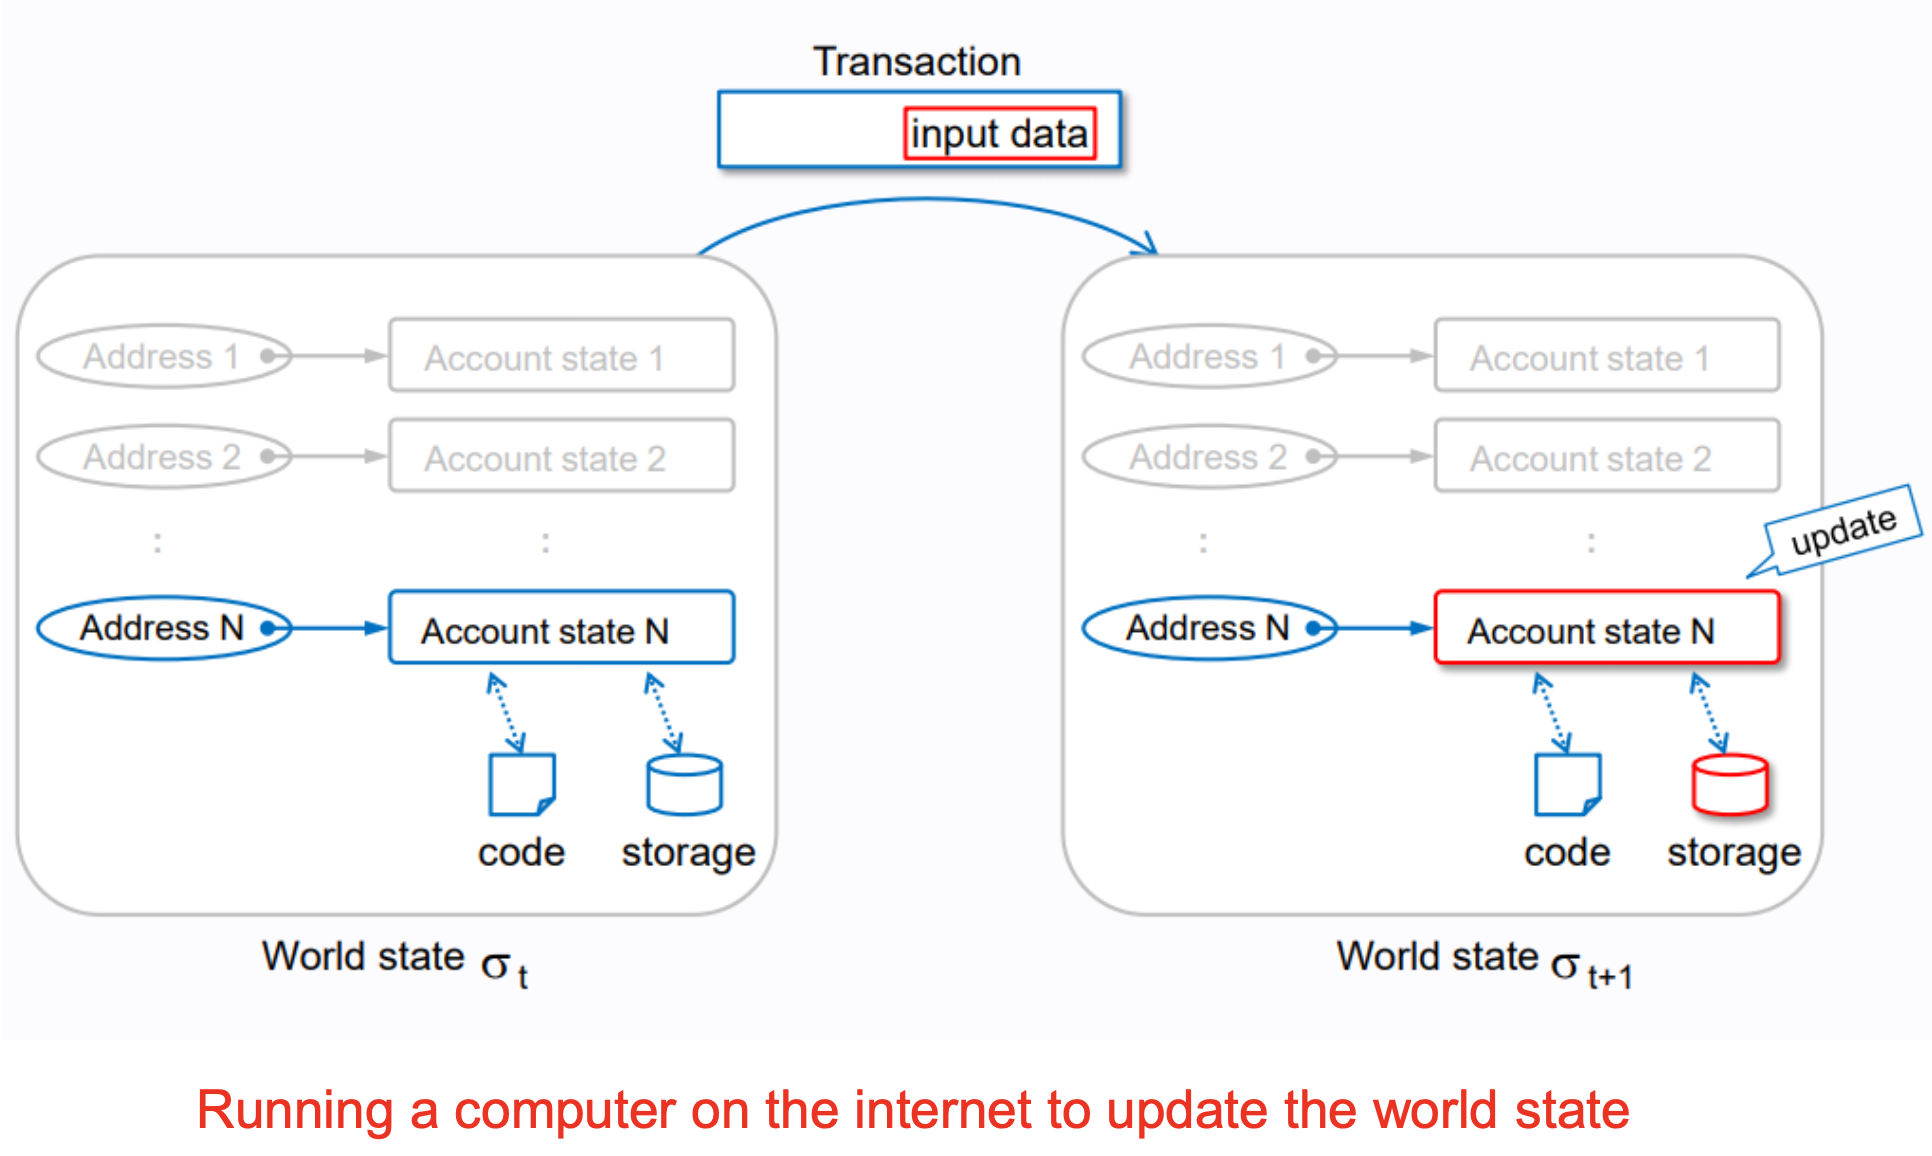 Transaction
input data
Address 1 Account state 1
Address 2 Account state 2
: :
Address N Account state N
code storage
World state σ t
Address 1 Account state 1
Address 2 Account state 2
: :
update
Address N Account state N
code storage
World state σ t+1
Running a computer on the internet to update the world state